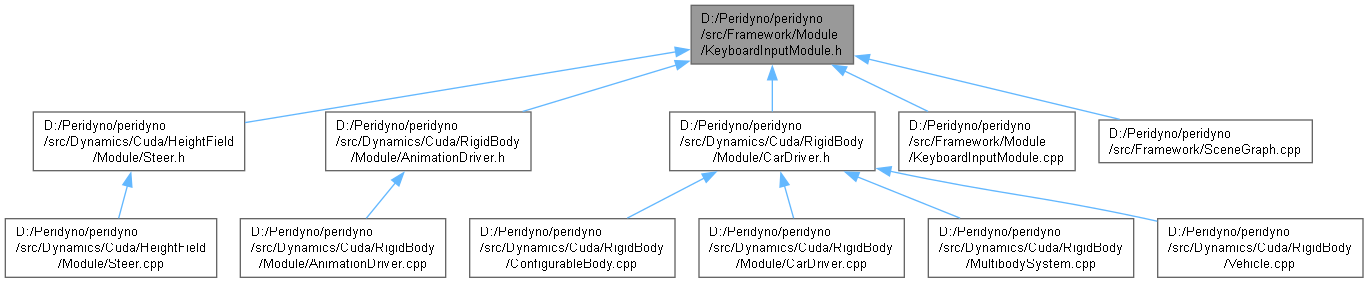 D:/Peridyno/peridyno
/src/Framework/Module
/KeyboardInputModule.h
D:/Peridyno/peridyno
/src/Dynamics/Cuda/HeightField
/Module/Steer.h
D:/Peridyno/peridyno
/src/Dynamics/Cuda/RigidBody
/Module/AnimationDriver.h
D:/Peridyno/peridyno
/src/Dynamics/Cuda/RigidBody
/Module/CarDriver.h
D:/Peridyno/peridyno
/src/Framework/Module
/KeyboardInputModule.cpp
D:/Peridyno/peridyno
/src/Framework/SceneGraph.cpp
D:/Peridyno/peridyno
/src/Dynamics/Cuda/HeightField
/Module/Steer.cpp
D:/Peridyno/peridyno
/src/Dynamics/Cuda/RigidBody
/Module/AnimationDriver.cpp
D:/Peridyno/peridyno
/src/Dynamics/Cuda/RigidBody
/ConfigurableBody.cpp
D:/Peridyno/peridyno
/src/Dynamics/Cuda/RigidBody
/Module/CarDriver.cpp
D:/Peridyno/peridyno
/src/Dynamics/Cuda/RigidBody
/MultibodySystem.cpp
D:/Peridyno/peridyno
/src/Dynamics/Cuda/RigidBody
/Vehicle.cpp